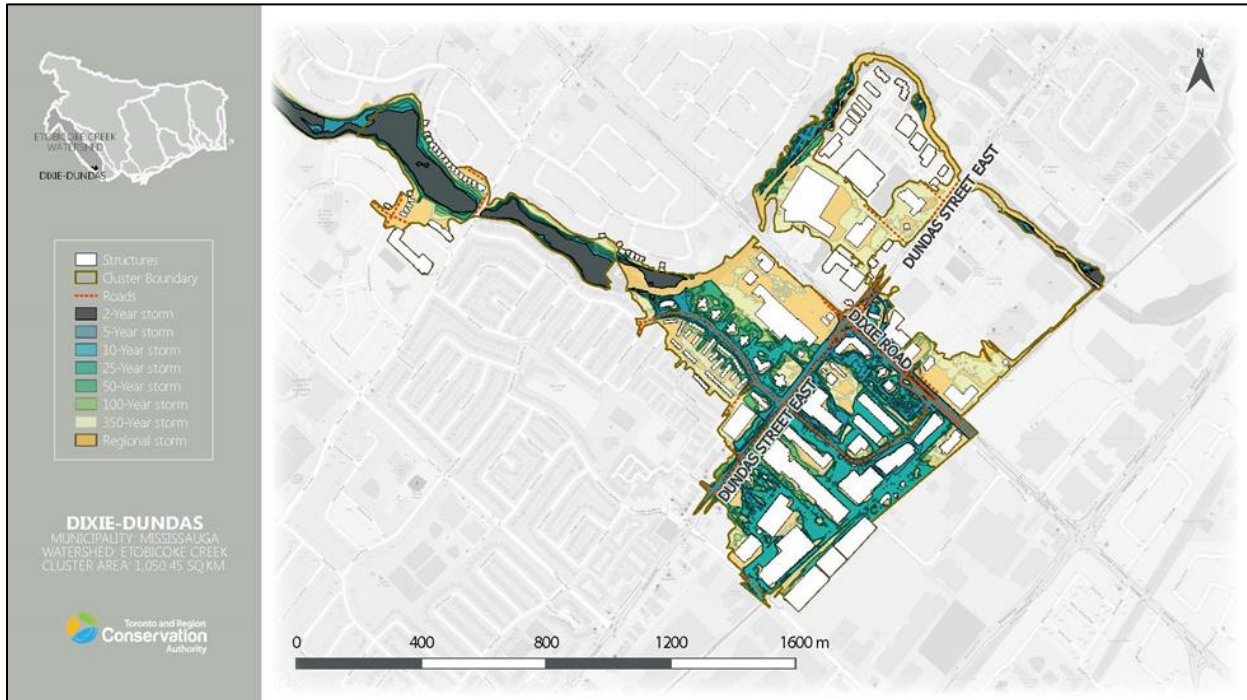 ETOBICOKE CREEK
WATERSHED
DIXIE-DUNDAS
Structures
Cluster Boundary
Roads
2-Year storm
5-Year storm
10-Year storm
25-Year storm
50-Year storm
100-Year storm
350-Year storm
Regional storm
DIXIE-DUNDAS
MUNICIPALITY: MISSISSAUGA
WATERSHED: ETOBICOKE CREEK
CLUSTER AREA: 1,050.45 SQ KM
Toronto and Region
Conservation
Authority
N
DUNDAS STREET EAST
DIXIE ROAD
DUNDAS STREET EAST
0 400 800 1200 1600 m